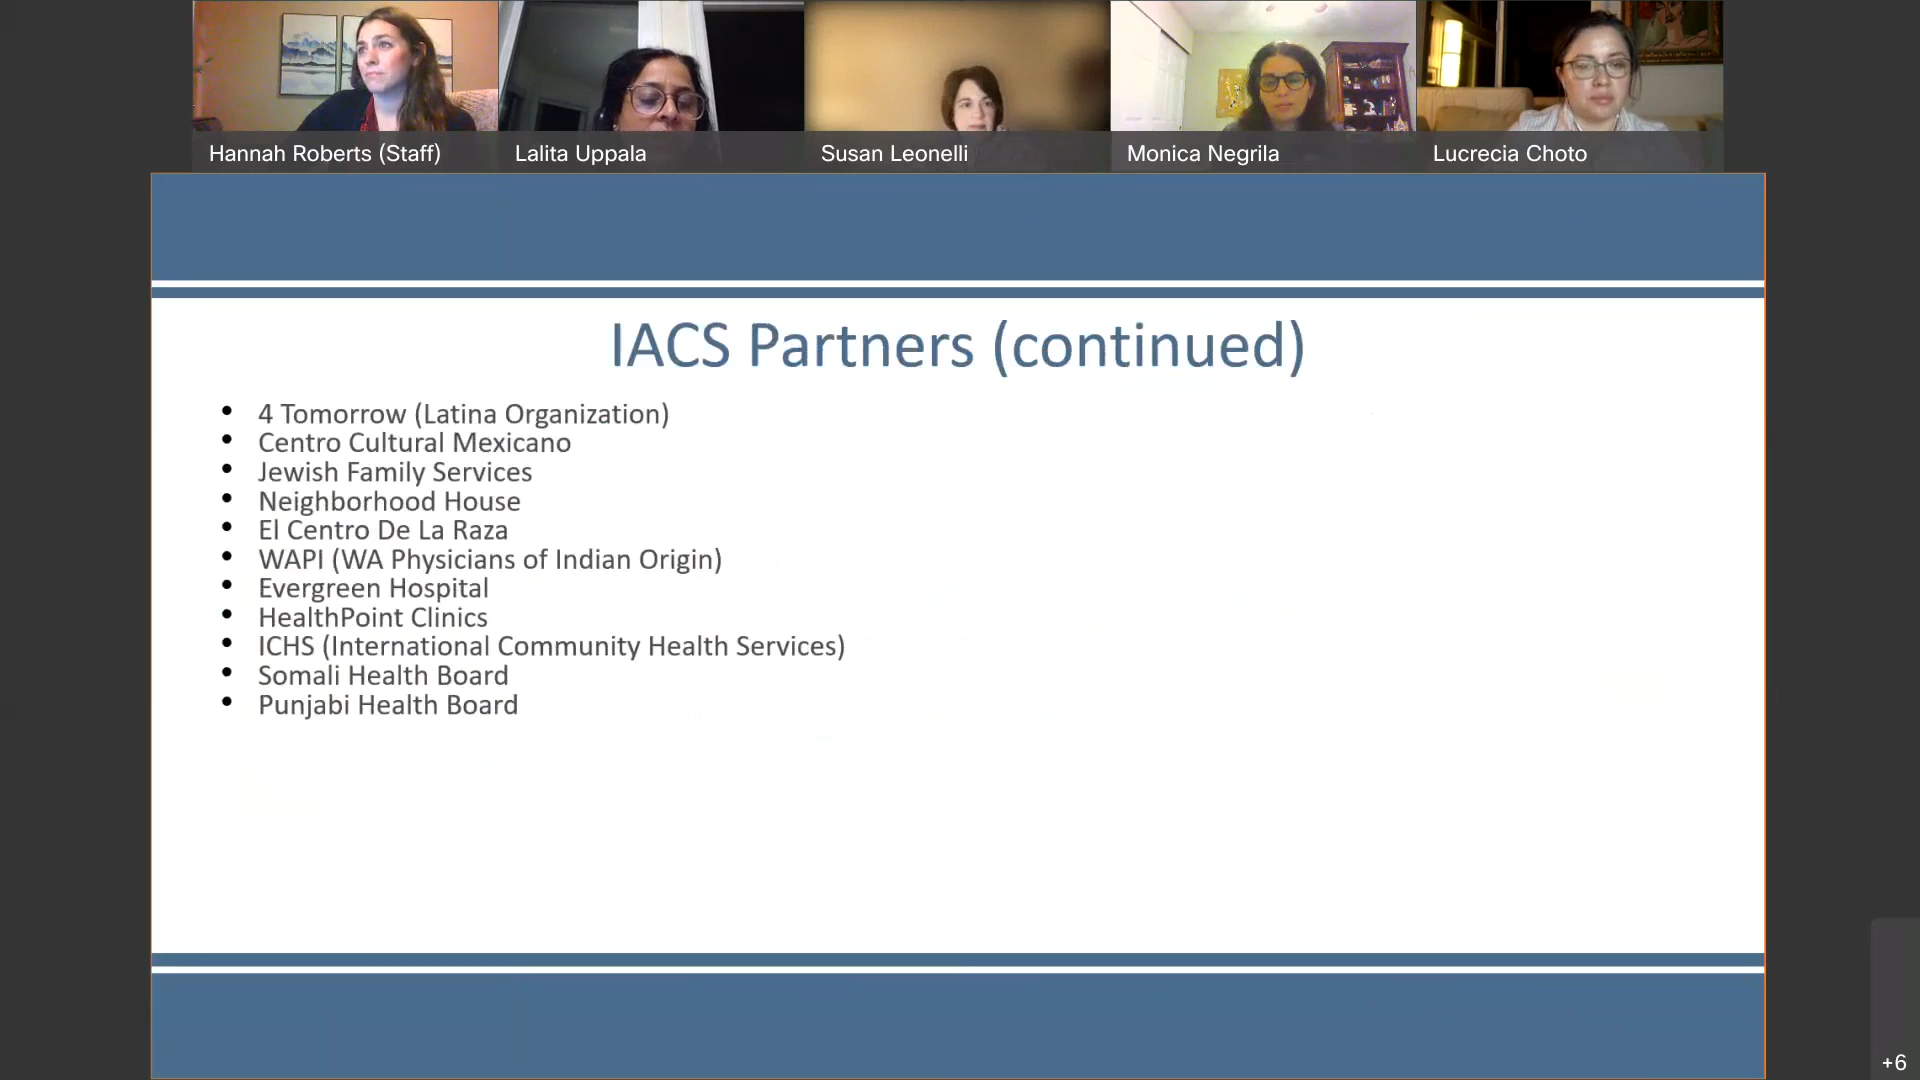 Hannah Roberts (Staff)
Lalita Uppala
Susan Leonelli
Monica Negrila
Lucrecia Choto
IACS Partners (continued)
• 4 Tomorrow (Latina Organization)
• Centro Cultural Mexicano
• Jewish Family Services
• Neighborhood House
• El Centro De La Raza
• WAPI (WA Physicians of Indian Origin)
• Evergreen Hospital
• HealthPoint Clinics
• ICHS (International Community Health Services)
• Somali Health Board
• Punjabi Health Board
+6